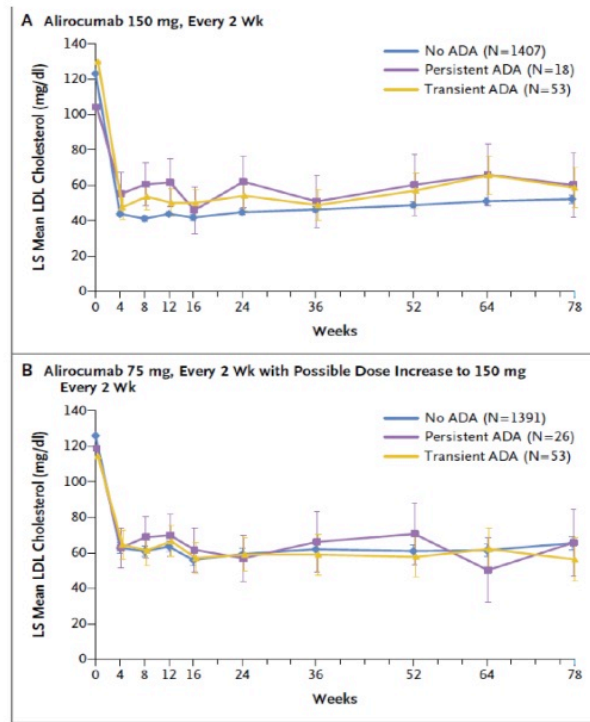 A Alirocumab 150 mg, Every 2 Wk
LS Mean LDL Cholesterol (mg/dl)
140
120
100
80
60
40
20
0
No ADA (N=1407)
Persistent ADA (N=18)
Transient ADA (N=53)
0 4 8 12 16 24 36 52 64 78
Weeks
B Alirocumab 75 mg, Every 2 Wk with Possible Dose Increase to 150 mg
Every 2 Wk
LS Mean LDL Cholesterol (mg/dl)
140
120
100
80
60
40
20
0
No ADA (N=1391)
Persistent ADA (N=26)
Transient ADA (N=53)
0 4 8 12 16 24 36 52 64 78
Weeks